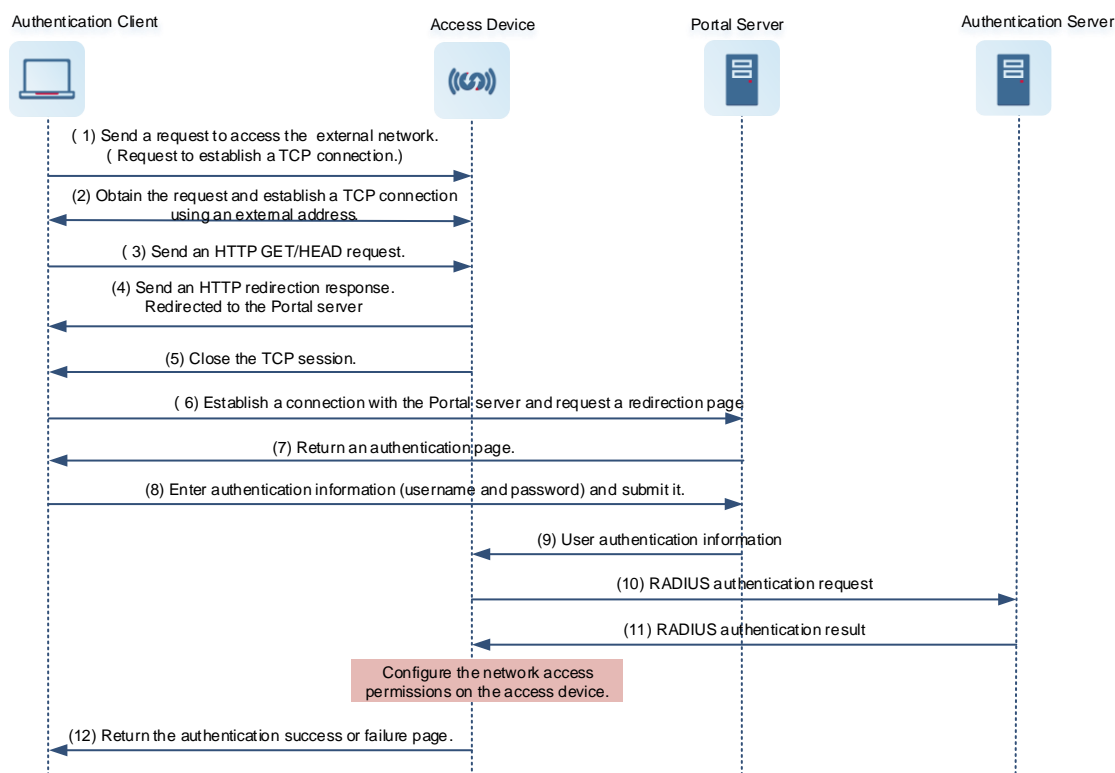 Authentication Client
Access Device
Portal Server
Authentication Server
( 1) Send a request to access the external network.
( Request to establish a TCP connection.)
(2) Obtain the request and establish a TCP connection
using an external address.
( 3) Send an HTTP GET/HEAD request.
(4) Send an HTTP redirection response.
Redirected to the Portal server
(5) Close the TCP session.
( 6) Establish a connection with the Portal server and request a redirection page
(7) Return an authentication page.
(8) Enter authentication information (username and password) and submit it.
(9) User authentication information
(10) RADIUS authentication request
(11) RADIUS authentication result
Configure the network access
permissions on the access device.
(12) Return the authentication success or failure page.